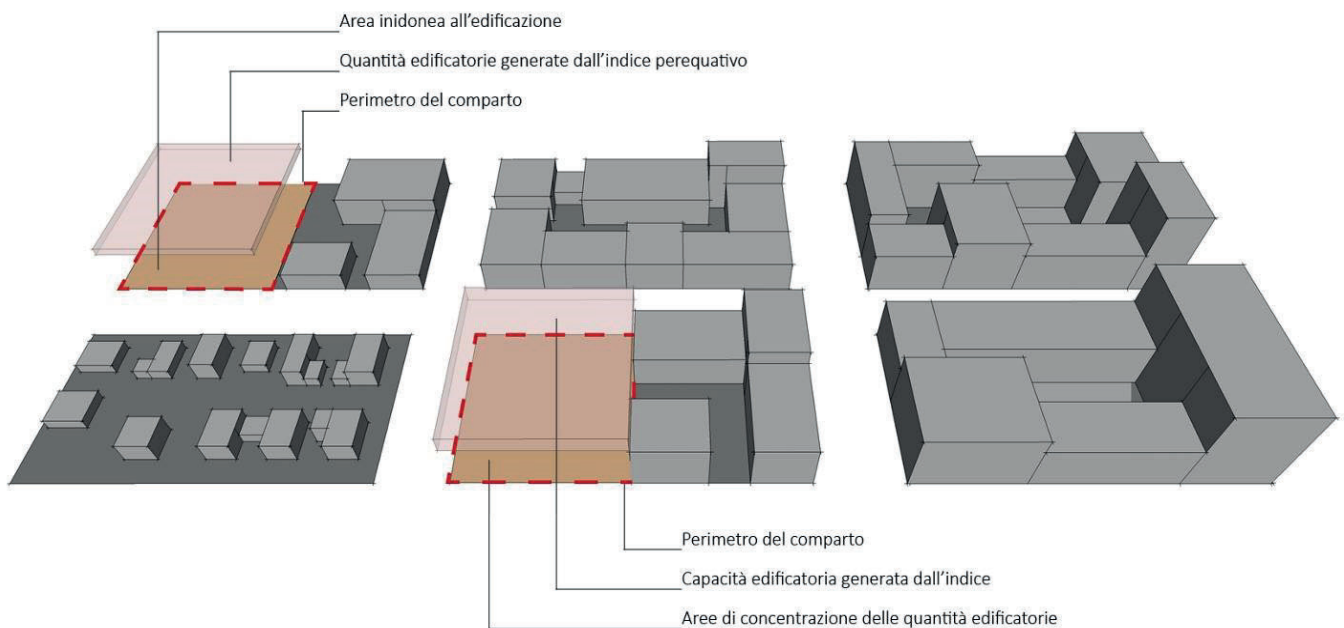 Area inidonea all'edificazione
Quantità edificatorie generate dall'indice perequativo
Perimetro del comparto
Perimetro del comparto
Capacità edificatoria generata dall'indice
Aree di concentrazione delle quantità edificatorie